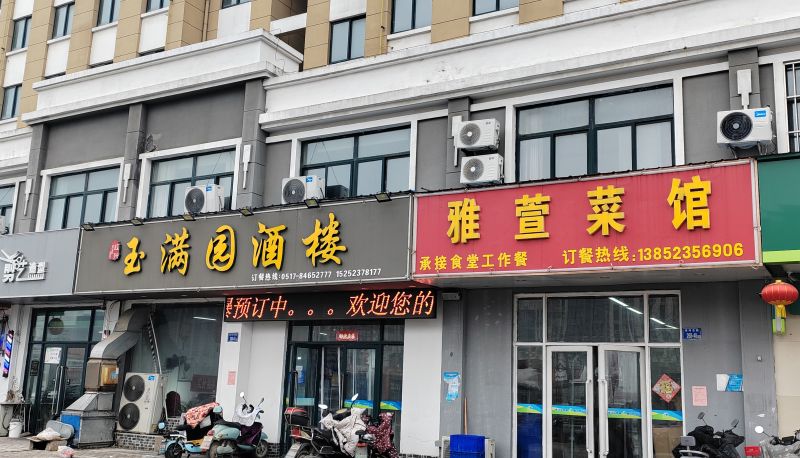 玉满园酒楼
订餐热线:0517-84652777 15252378177
预订中。。。欢迎您的
雅萱菜馆
承接食堂工作餐 订餐热线:13852356906